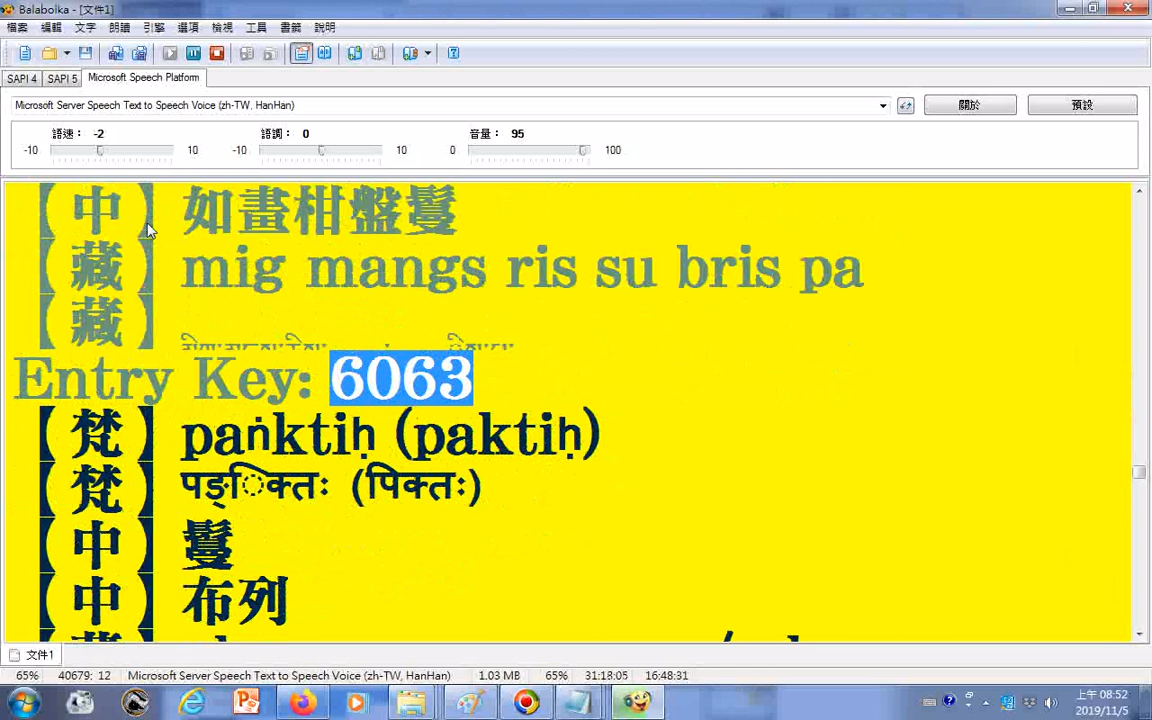 Balabolka - [文件1]
檔案 編輯 文字 朗讀 引擎 選項 檢視 工具 書籤 說明
SAPI 4 SAPI 5 Microsoft Speech Platform
Microsoft Server Speech Text to Speech Voice (zh-TW, HanHan) 關於 預設
語速： -2 語調： 0 音量： 95
-10 10 -10 10 0 100
【中】 如畫柑盤鬘
【藏】 mig mangs ris su bris pa
【藏】
Entry Key: 6063
【梵】 paṅktiḥ (paktiḥ)
【梵】 पङ्िक्तः (पिक्तः)
【中】 鬘
【中】 布列
文件1
65% 40679: 12 Microsoft Server Speech Text to Speech Voice (zh-TW, HanHan) 1.03 MB 65% 31:18:05 16:48:31
上午 08:52
2019/11/5